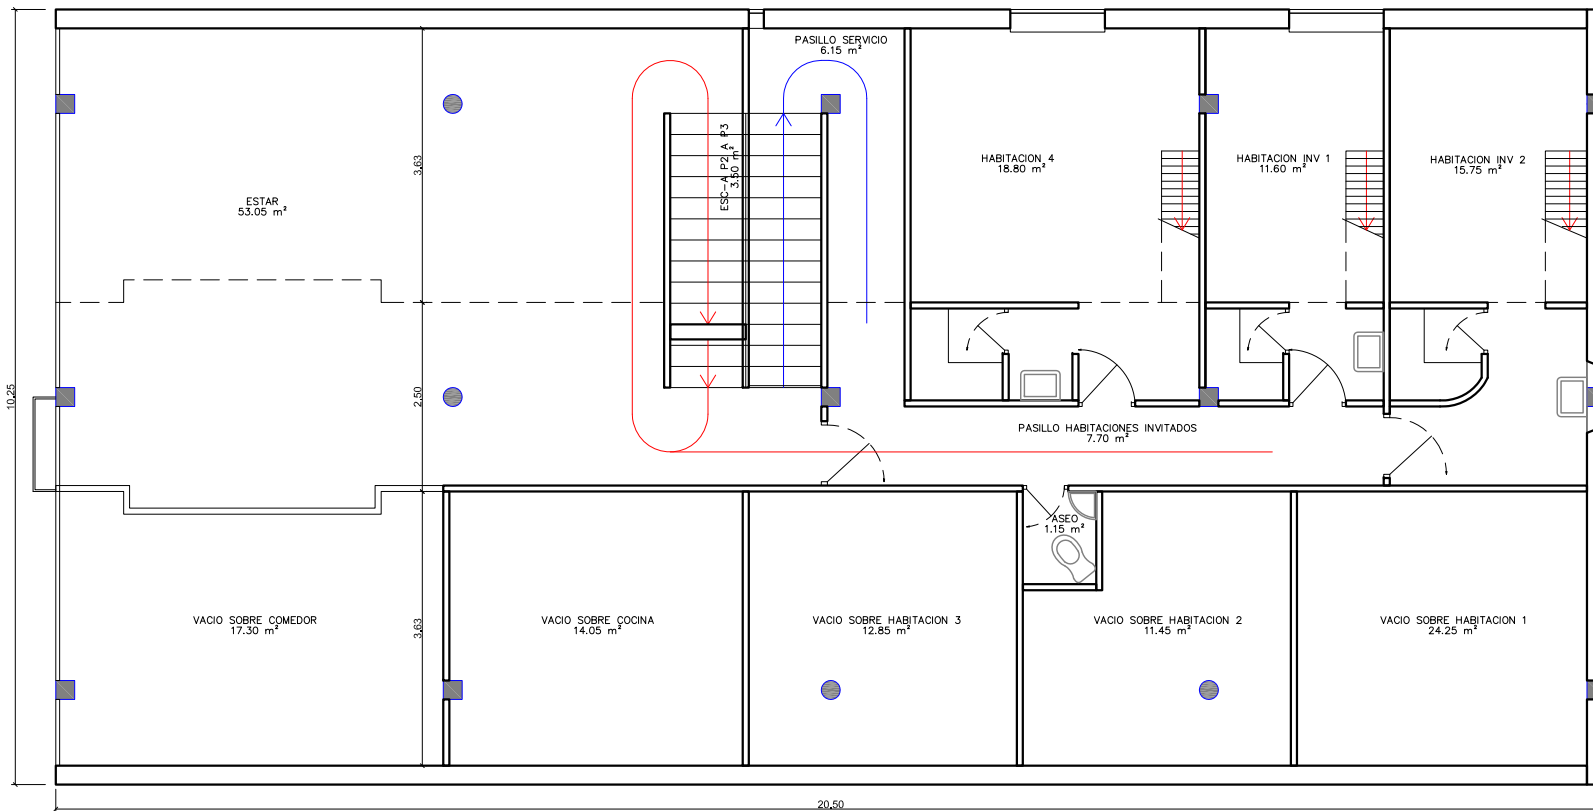 PASILLO SERVICIO
6.15 m²
ESC-A P2 A P3
3.50 m²
HABITACION 4
18.80 m²
HABITACION INV 1
11.60 m²
HABITACION INV 2
15.75 m²
3,63
ESTAR
53.05 m²
10,25
2,50
PASILLO HABITACIONES INVITADOS
7.70 m²
ASEO
1.15 m²
VACIO SOBRE COMEDOR
17.30 m²
3,63
VACIO SOBRE COCINA
14.05 m²
VACIO SOBRE HABITACION 3
12.85 m²
VACIO SOBRE HABITACION 2
11.45 m²
VACIO SOBRE HABITACION 1
24.25 m²
20,50